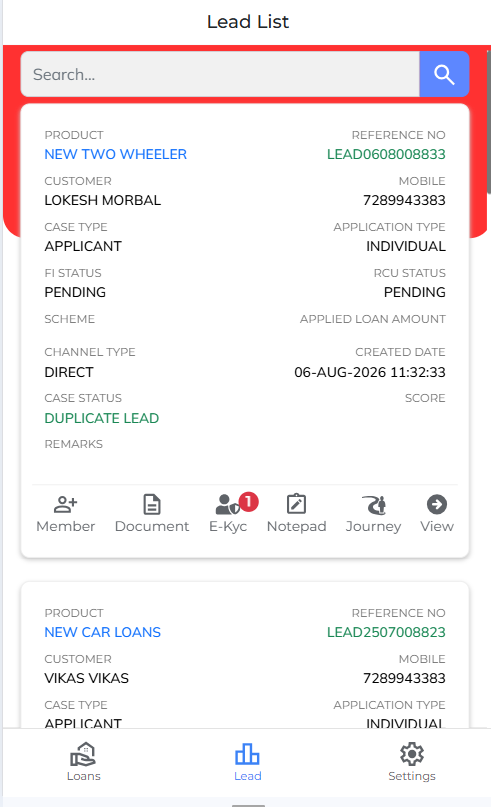 Lead List
Search...
PRODUCT REFERENCE NO
NEW TWO WHEELER LEAD0608008833
CUSTOMER MOBILE
LOKESH MORBAL 7289943383
CASE TYPE APPLICATION TYPE
APPLICANT INDIVIDUAL
FI STATUS RCU STATUS
PENDING PENDING
SCHEME APPLIED LOAN AMOUNT
CHANNEL TYPE CREATED DATE
DIRECT 06-AUG-2026 11:32:33
CASE STATUS SCORE
DUPLICATE LEAD
REMARKS
1
Member Document E-Kyc Notepad Journey View
PRODUCT REFERENCE NO
NEW CAR LOANS LEAD2507008823
CUSTOMER MOBILE
VIKAS VIKAS 7289943383
CASE TYPE APPLICATION TYPE
APPLICANT INDIVIDUAL
Loans Lead Settings